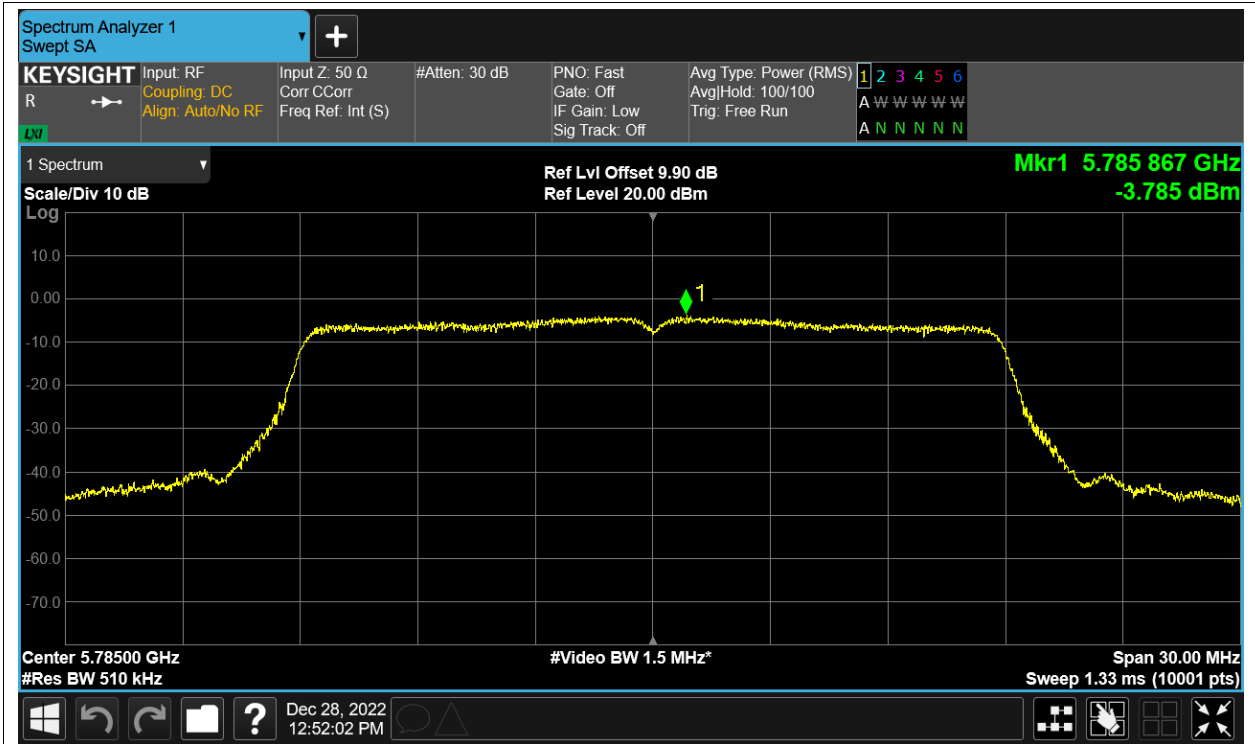 Spectrum Analyzer 1
Swept SA
KEYSIGHT
R
LXI
Input: RF
Coupling: DC
Align: Auto/No RF
Input Z: 50 Ω
Corr CCorr
Freq Ref: Int (S)
#Atten: 30 dB
PNO: Fast
Gate: Off
IF Gain: Low
Sig Track: Off
Avg Type: Power (RMS)
Avg|Hold: 100/100
Trig: Free Run
1 2 3 4 5 6
A W W W W W
A N N N N N
1 Spectrum
Scale/Div 10 dB
Log
Ref Lvl Offset 9.90 dB
Ref Level 20.00 dBm
Mkr1 5.785 867 GHz
-3.785 dBm
10.0
0.00
-10.0
-20.0
-30.0
-40.0
-50.0
-60.0
-70.0
1
Center 5.78500 GHz
#Res BW 510 kHz
#Video BW 1.5 MHz*
Span 30.00 MHz
Sweep 1.33 ms (10001 pts)
?
Dec 28, 2022
12:52:02 PM